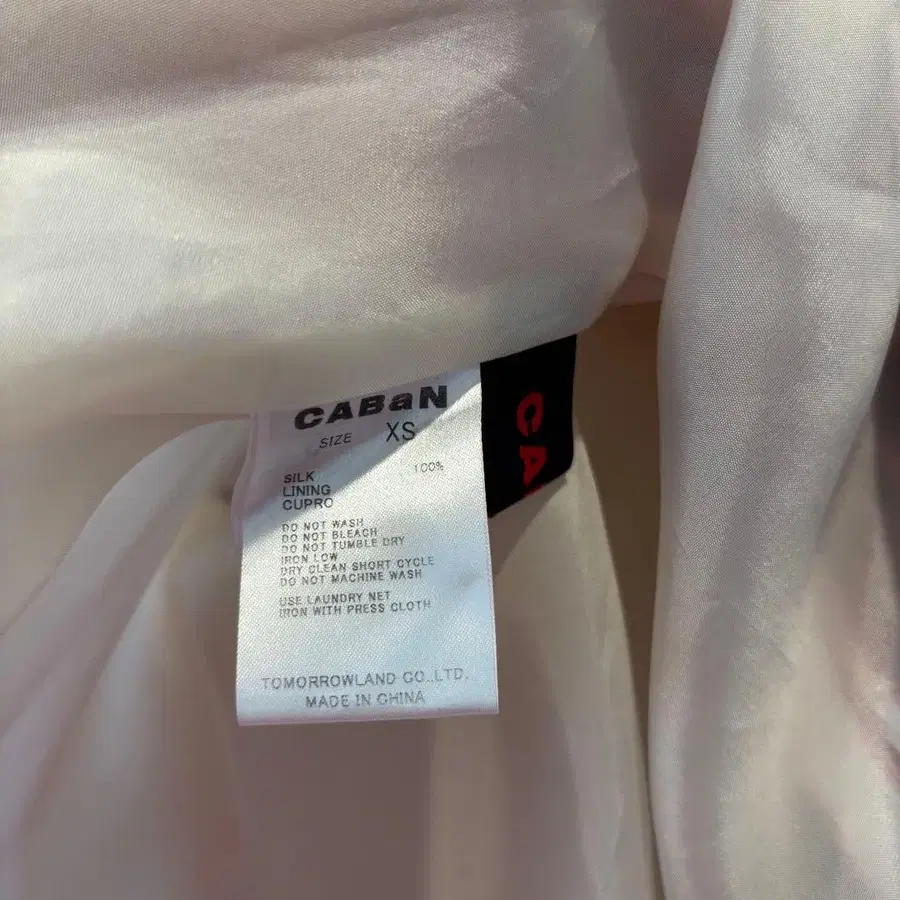 CABaN
SIZE XS
SILK 100%
LINING
CUPRO
DO NOT WASH
DO NOT BLEACH
DO NOT TUMBLE DRY
IRON LOW
DRY CLEAN SHORT CYCLE
DO NOT MACHINE WASH
USE LAUNDRY NET
IRON WITH PRESS CLOTH
TOMORROWLAND CO.,LTD.
MADE IN CHINA
CA